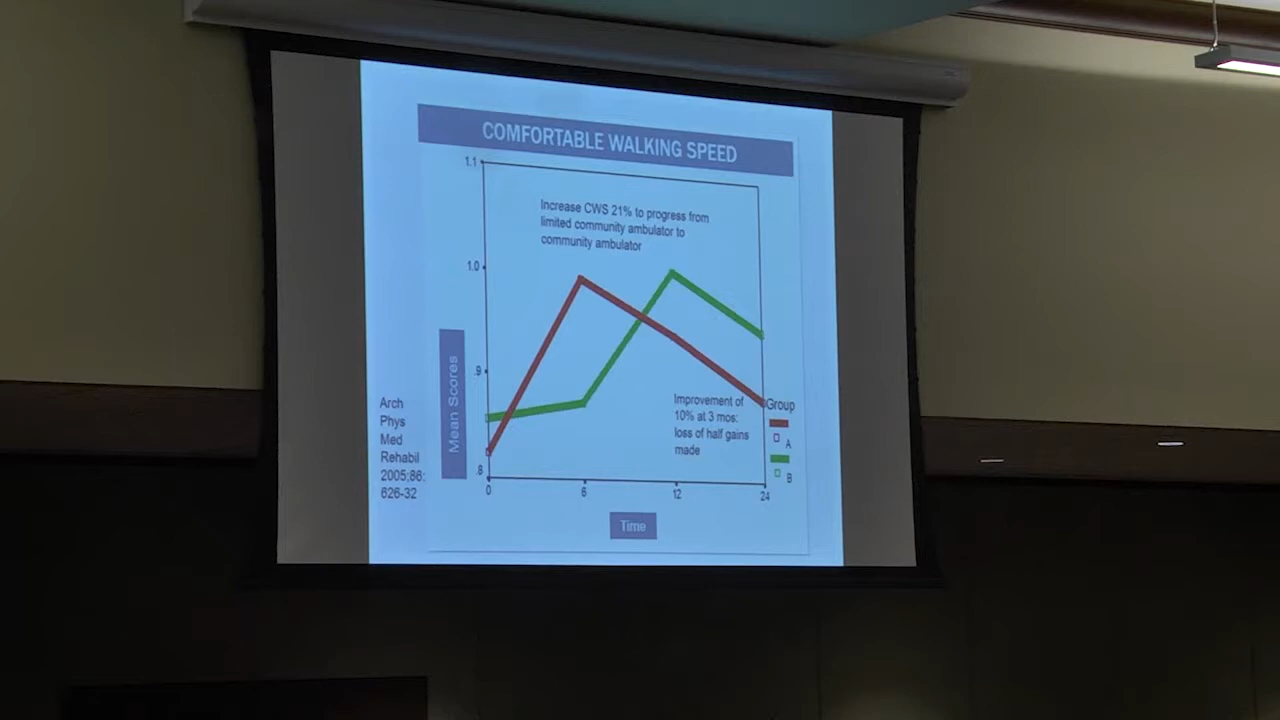 COMFORTABLE WALKING SPEED
1.1
Increase CWS 21% to progress from
limited community ambulator to
community ambulator
1.0
.9
Mean Scores
.8
Arch
Phys
Med
Rehabil
2005;86:
626-32
Improvement of
10% at 3 mos:
loss of half gains
made
Group
A
B
0 6 12 24
Time